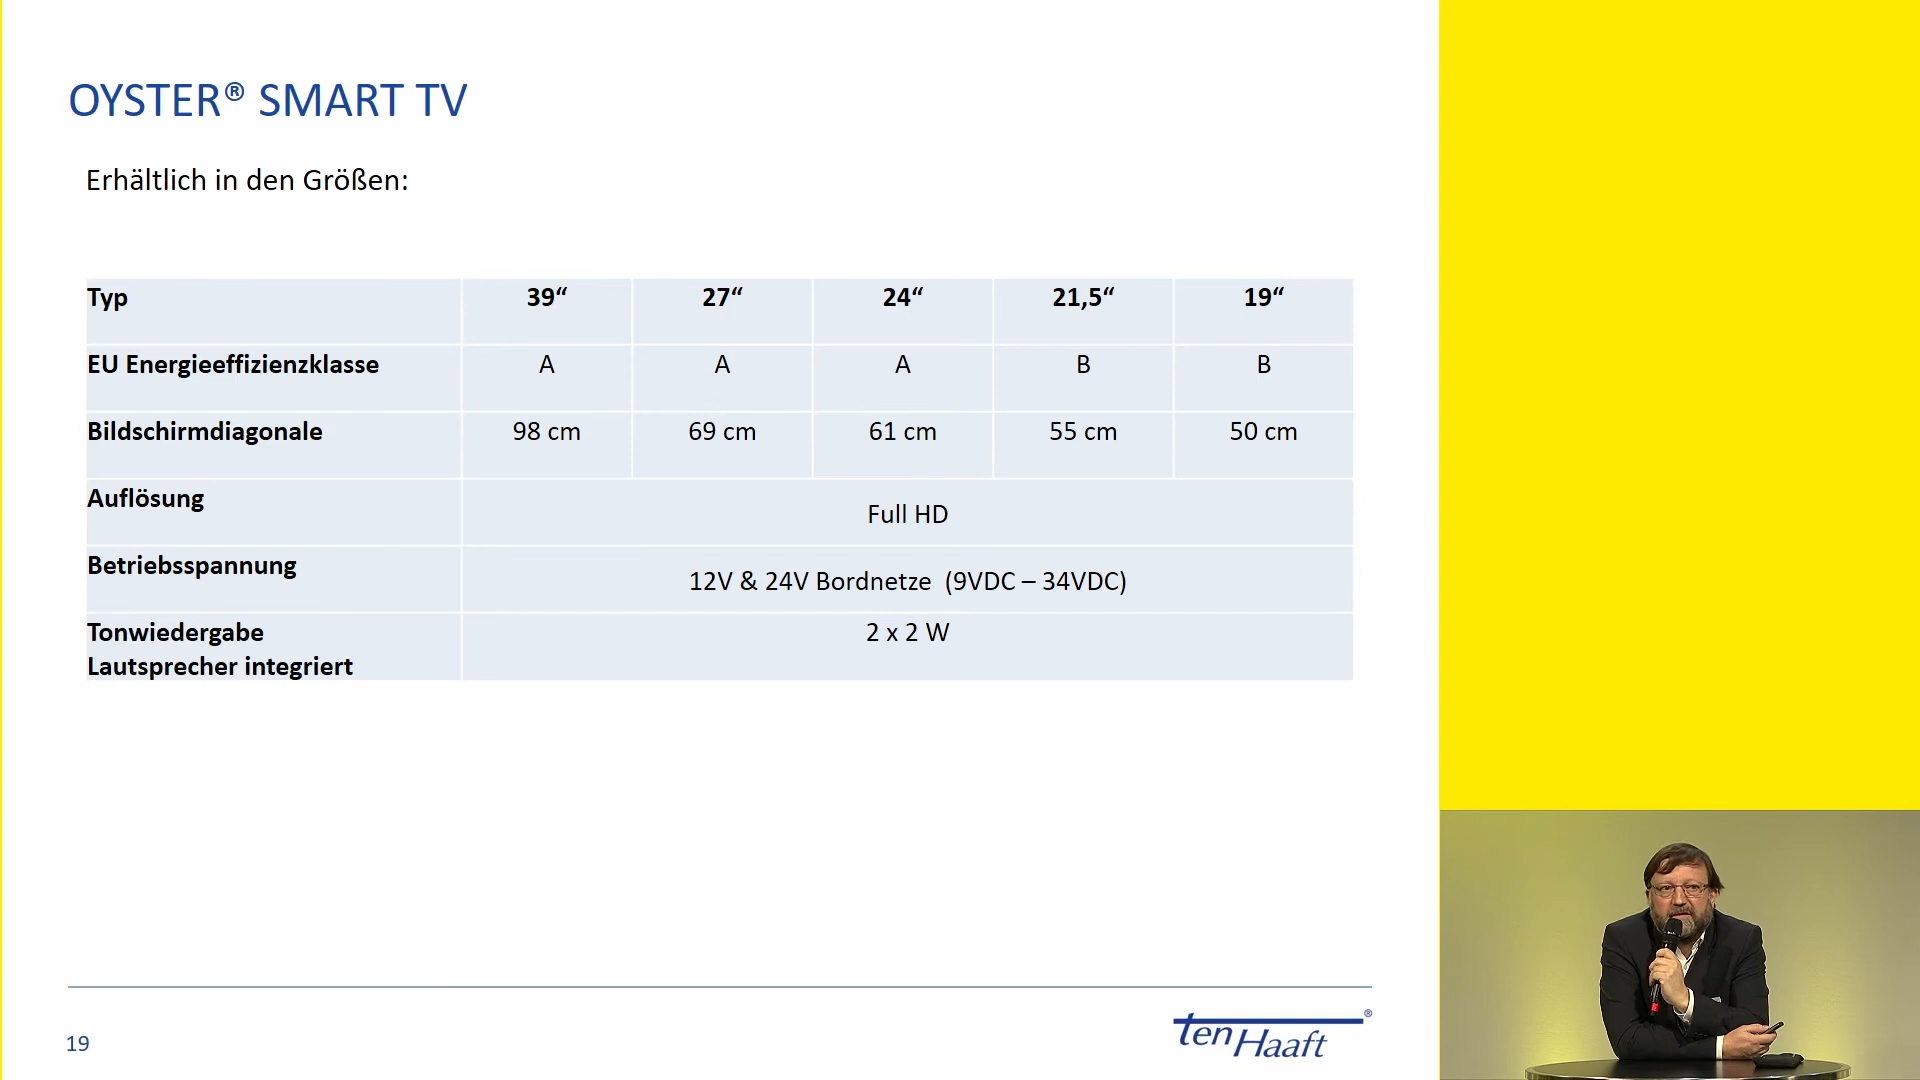 OYSTER® SMART TV
Erhältlich in den Größen:
Typ 39“ 27“ 24“ 21,5“ 19“
EU Energieeffizienzklasse A A A B B
Bildschirmdiagonale 98 cm 69 cm 61 cm 55 cm 50 cm
Auflösung Full HD
Betriebsspannung 12V & 24V Bordnetze (9VDC – 34VDC)
Tonwiedergabe 2 x 2 W
Lautsprecher integriert
19
ten Haaft®